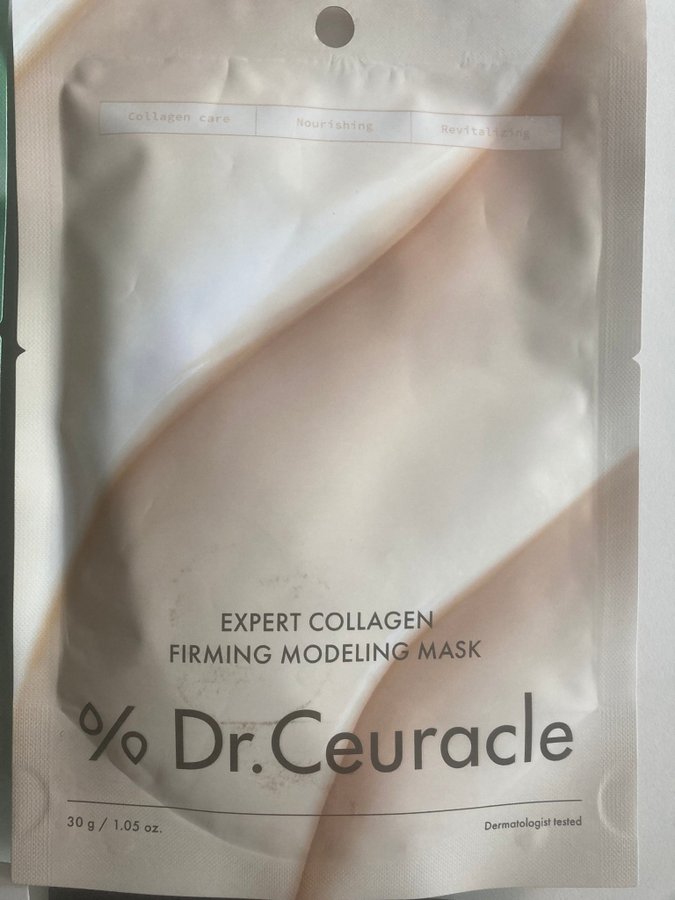 Collagen care Nourishing Revitalizing
EXPERT COLLAGEN
FIRMING MODELING MASK
% Dr.Ceuracle
30 g / 1.05 oz. Dermatologist tested